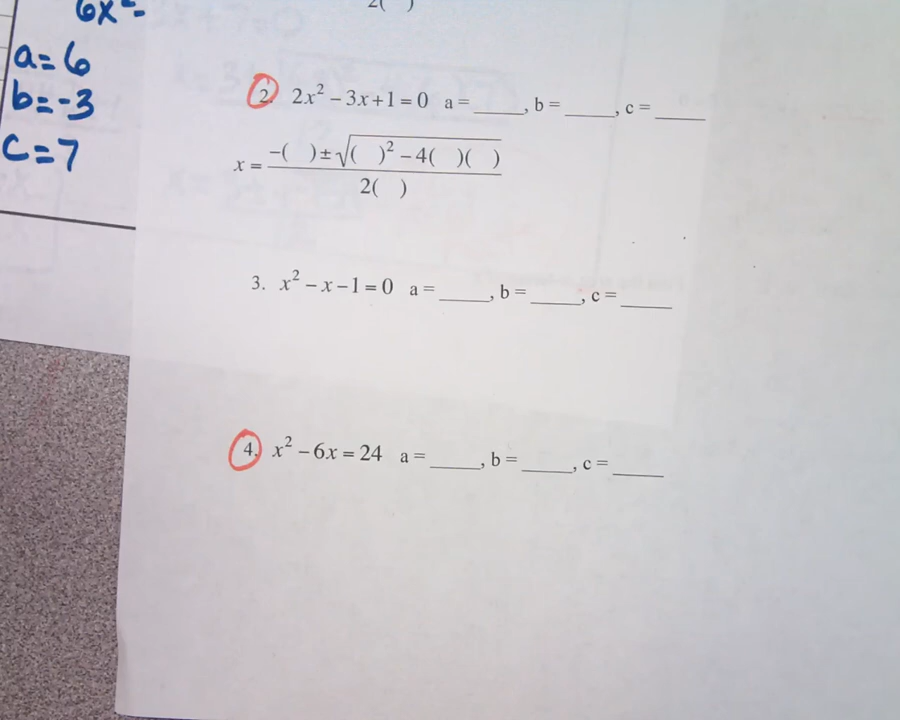 6x²-
a=6
b=-3
c=7
2( )
2. 2x² − 3x+1 = 0 a = ____, b = ____, c = ____
x = −( )±√( )² − 4( )( )
2( )
3. x² − x − 1 = 0 a = ____, b = ____, c = ____
4. x² − 6x = 24 a = ____, b = ____, c = ____